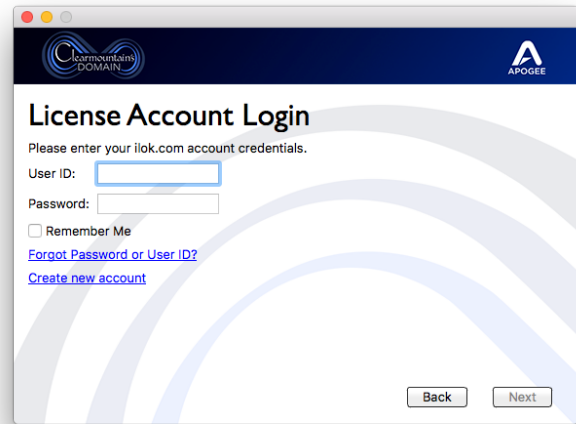 Clearmountain's
DOMAIN
APOGEE
License Account Login
Please enter your ilok.com account credentials.
User ID:
Password:
Remember Me
Forgot Password or User ID?
Create new account
Back
Next